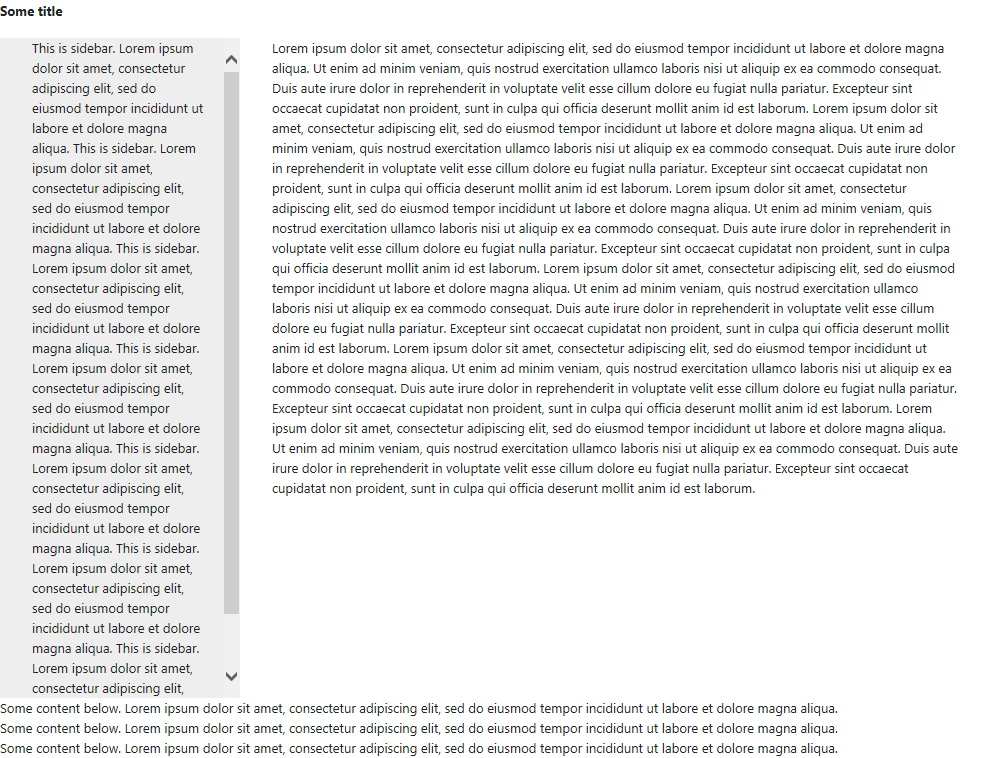 Some title
This is sidebar. Lorem ipsum
dolor sit amet, consectetur
adipiscing elit, sed do
eiusmod tempor incididunt ut
labore et dolore magna
aliqua. This is sidebar. Lorem
ipsum dolor sit amet,
consectetur adipiscing elit,
sed do eiusmod tempor
incididunt ut labore et dolore
magna aliqua. This is sidebar.
Lorem ipsum dolor sit amet,
consectetur adipiscing elit,
sed do eiusmod tempor
incididunt ut labore et dolore
magna aliqua. This is sidebar.
Lorem ipsum dolor sit amet,
consectetur adipiscing elit,
sed do eiusmod tempor
incididunt ut labore et dolore
magna aliqua. This is sidebar.
Lorem ipsum dolor sit amet,
consectetur adipiscing elit,
sed do eiusmod tempor
incididunt ut labore et dolore
magna aliqua. This is sidebar.
Lorem ipsum dolor sit amet,
consectetur adipiscing elit,
sed do eiusmod tempor
incididunt ut labore et dolore
magna aliqua. This is sidebar.
Lorem ipsum dolor sit amet,
consectetur adipiscing elit,
Lorem ipsum dolor sit amet, consectetur adipiscing elit, sed do eiusmod tempor incididunt ut labore et dolore magna
aliqua. Ut enim ad minim veniam, quis nostrud exercitation ullamco laboris nisi ut aliquip ex ea commodo consequat.
Duis aute irure dolor in reprehenderit in voluptate velit esse cillum dolore eu fugiat nulla pariatur. Excepteur sint
occaecat cupidatat non proident, sunt in culpa qui officia deserunt mollit anim id est laborum. Lorem ipsum dolor sit
amet, consectetur adipiscing elit, sed do eiusmod tempor incididunt ut labore et dolore magna aliqua. Ut enim ad
minim veniam, quis nostrud exercitation ullamco laboris nisi ut aliquip ex ea commodo consequat. Duis aute irure dolor
in reprehenderit in voluptate velit esse cillum dolore eu fugiat nulla pariatur. Excepteur sint occaecat cupidatat non
proident, sunt in culpa qui officia deserunt mollit anim id est laborum. Lorem ipsum dolor sit amet, consectetur
adipiscing elit, sed do eiusmod tempor incididunt ut labore et dolore magna aliqua. Ut enim ad minim veniam, quis
nostrud exercitation ullamco laboris nisi ut aliquip ex ea commodo consequat. Duis aute irure dolor in reprehenderit in
voluptate velit esse cillum dolore eu fugiat nulla pariatur. Excepteur sint occaecat cupidatat non proident, sunt in culpa
qui officia deserunt mollit anim id est laborum. Lorem ipsum dolor sit amet, consectetur adipiscing elit, sed do eiusmod
tempor incididunt ut labore et dolore magna aliqua. Ut enim ad minim veniam, quis nostrud exercitation ullamco
laboris nisi ut aliquip ex ea commodo consequat. Duis aute irure dolor in reprehenderit in voluptate velit esse cillum
dolore eu fugiat nulla pariatur. Excepteur sint occaecat cupidatat non proident, sunt in culpa qui officia deserunt mollit
anim id est laborum. Lorem ipsum dolor sit amet, consectetur adipiscing elit, sed do eiusmod tempor incididunt ut
labore et dolore magna aliqua. Ut enim ad minim veniam, quis nostrud exercitation ullamco laboris nisi ut aliquip ex ea
commodo consequat. Duis aute irure dolor in reprehenderit in voluptate velit esse cillum dolore eu fugiat nulla pariatur.
Excepteur sint occaecat cupidatat non proident, sunt in culpa qui officia deserunt mollit anim id est laborum. Lorem
ipsum dolor sit amet, consectetur adipiscing elit, sed do eiusmod tempor incididunt ut labore et dolore magna aliqua.
Ut enim ad minim veniam, quis nostrud exercitation ullamco laboris nisi ut aliquip ex ea commodo consequat. Duis aute
irure dolor in reprehenderit in voluptate velit esse cillum dolore eu fugiat nulla pariatur. Excepteur sint occaecat
cupidatat non proident, sunt in culpa qui officia deserunt mollit anim id est laborum.
Some content below. Lorem ipsum dolor sit amet, consectetur adipiscing elit, sed do eiusmod tempor incididunt ut labore et dolore magna aliqua.
Some content below. Lorem ipsum dolor sit amet, consectetur adipiscing elit, sed do eiusmod tempor incididunt ut labore et dolore magna aliqua.
Some content below. Lorem ipsum dolor sit amet, consectetur adipiscing elit, sed do eiusmod tempor incididunt ut labore et dolore magna aliqua.